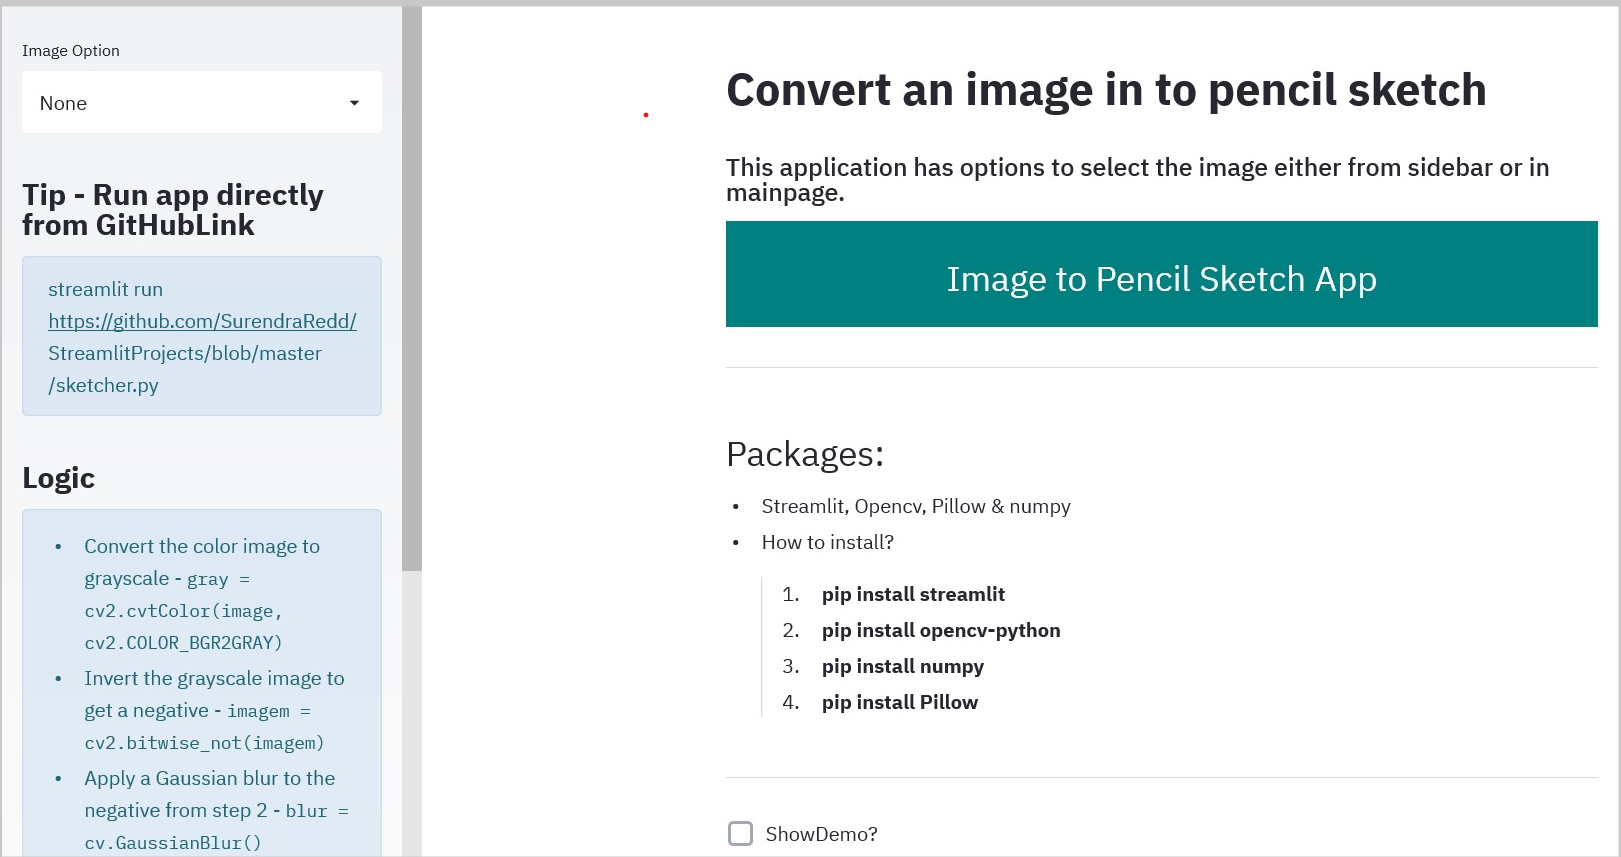 Image Option
None
Tip - Run app directly
from GitHubLink
streamlit run
https://github.com/SurendraRedd/
StreamlitProjects/blob/master
/sketcher.py
Logic
• Convert the color image to
grayscale - gray =
cv2.cvtColor(image,
cv2.COLOR_BGR2GRAY)
• Invert the grayscale image to
get a negative - imagem =
cv2.bitwise_not(imagem)
• Apply a Gaussian blur to the
negative from step 2 - blur =
cv.GaussianBlur()
Convert an image in to pencil sketch
This application has options to select the image either from sidebar or in
mainpage.
Image to Pencil Sketch App
Packages:
• Streamlit, Opencv, Pillow & numpy
• How to install?
1. pip install streamlit
2. pip install opencv-python
3. pip install numpy
4. pip install Pillow
ShowDemo?